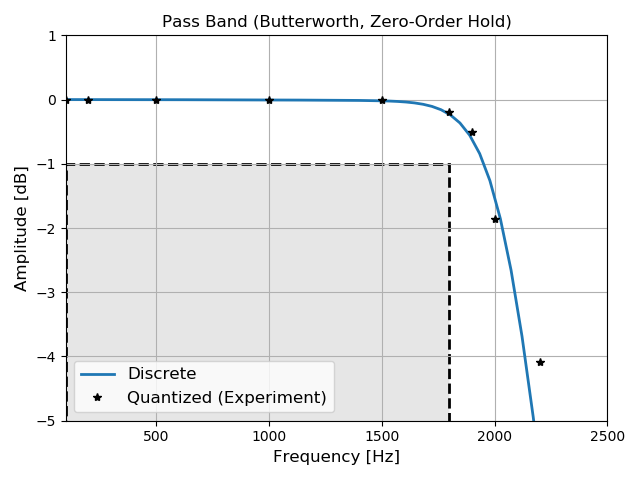 Pass Band (Butterworth, Zero-Order Hold)
1
0
−1
−2
−3
−4
−5
Amplitude [dB]
Discrete
Quantized (Experiment)
500
1000
1500
2000
2500
Frequency [Hz]